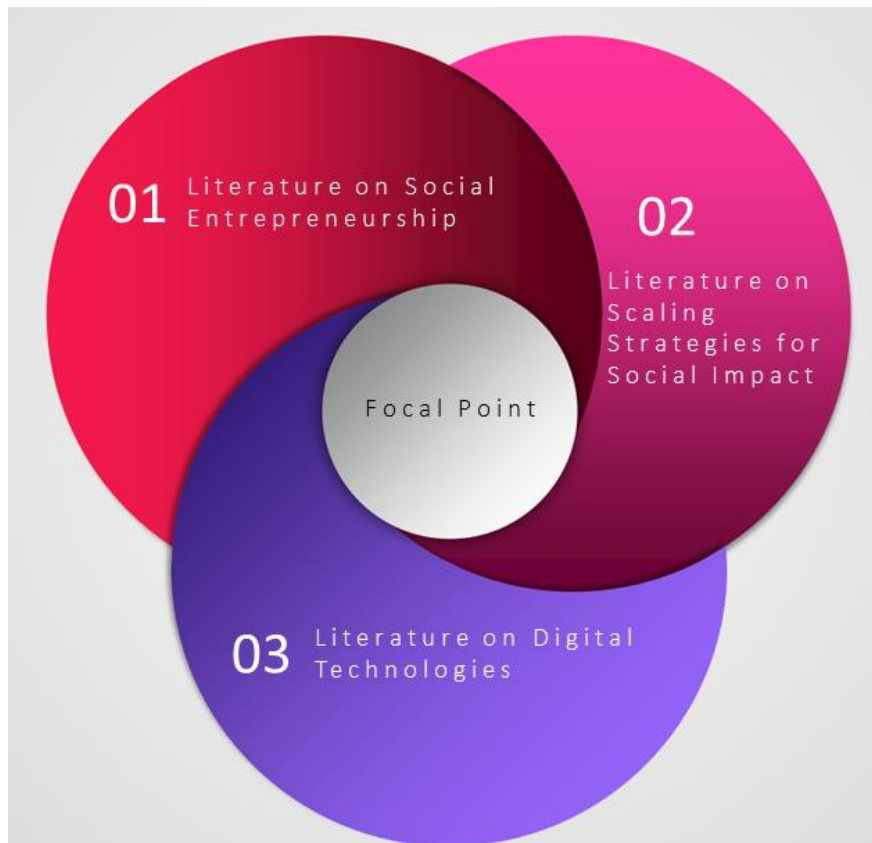 01
Literature on Social
Entrepreneurship
02
Literature on
Scaling
Strategies for
Social Impact
Focal Point
03
Literature on Digital
Technologies